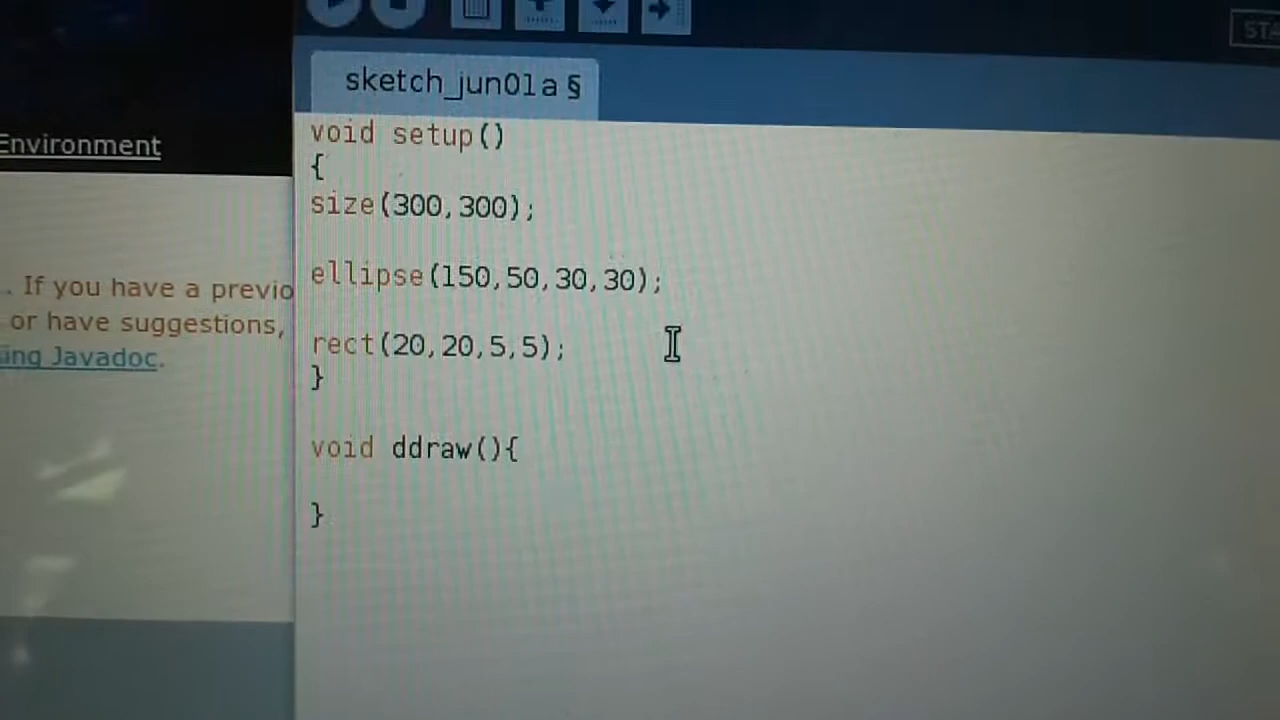 STA
sketch_jun01a §
void setup()
Environment
{
size(300,300);
ellipse(150,50,30,30);
. If you have a previo
or have suggestions,
rect(20,20,5,5);
ing Javadoc.
}
void ddraw(){
}